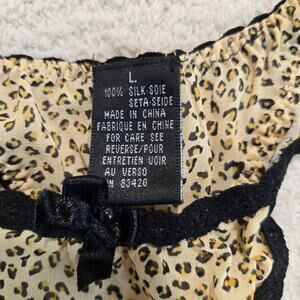 L
100% SILK-SOIE
SETA-SEIDE
MADE IN CHINA
FABRIQUE EN CHINE
FOR CARE SEE
REVERSE/POUR
ENTRETIEN VOIR
AU VERSO
RN 83420